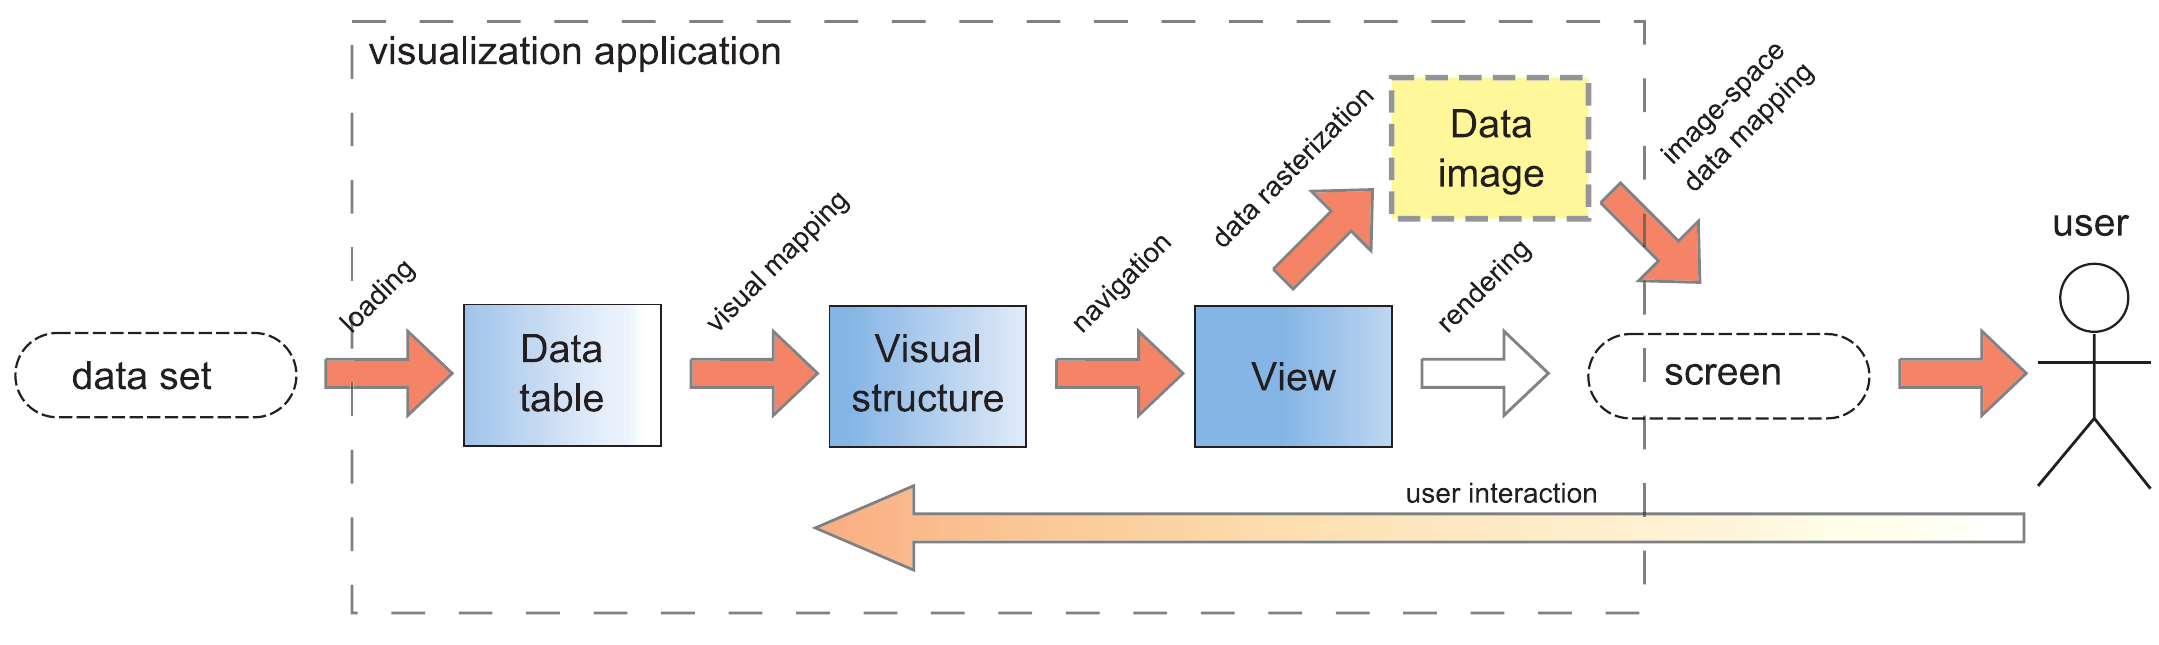 visualization application
data set
loading
Data
table
visual mapping
Visual
structure
navigation
View
data rasterization
Data
image
image-space
data mapping
rendering
screen
user
user interaction